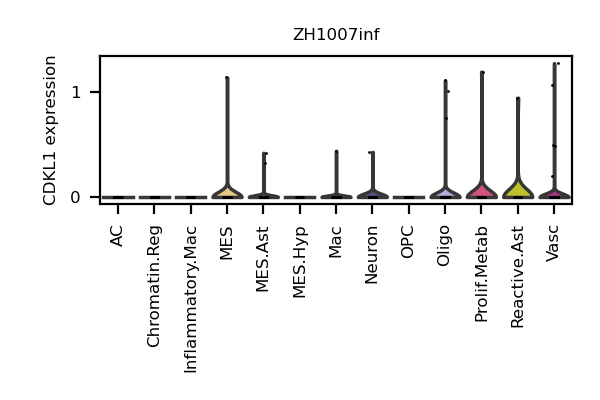 ZH1007inf
CDKL1 expression
1
0
AC
Chromatin.Reg
Inflammatory.Mac
MES
MES.Ast
MES.Hyp
Mac
Neuron
OPC
Oligo
Prolif.Metab
Reactive.Ast
Vasc